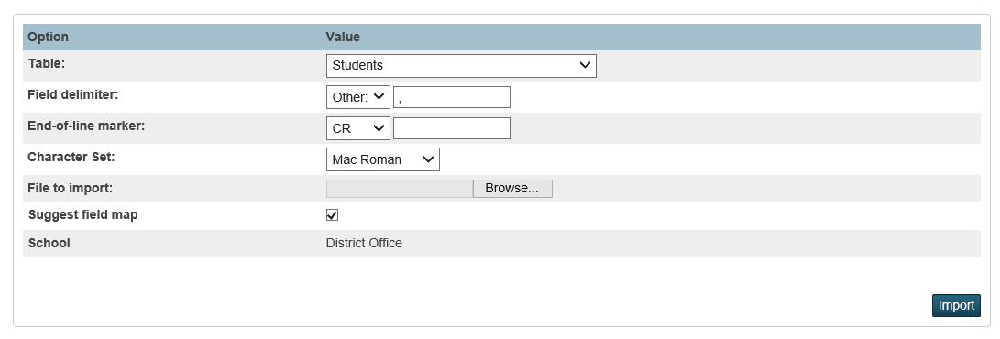 Option Value
Table: Students
Field delimiter: Other: ,
End-of-line marker: CR
Character Set: Mac Roman
File to import: Browse...
Suggest field map
School District Office
Import